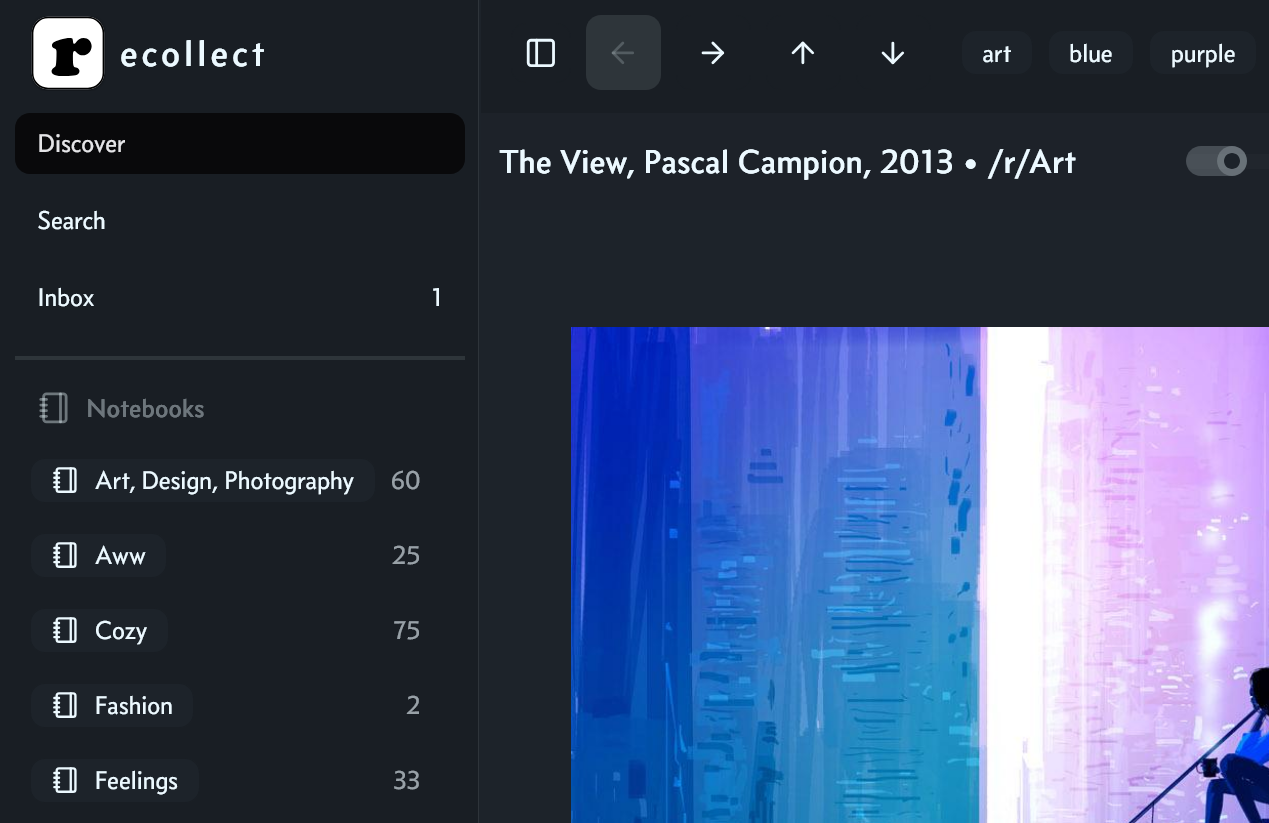 recollect
Discover
Search
Inbox 1
Notebooks
Art, Design, Photography 60
Aww 25
Cozy 75
Fashion 2
Feelings 33
art blue purple
The View, Pascal Campion, 2013 • /r/Art